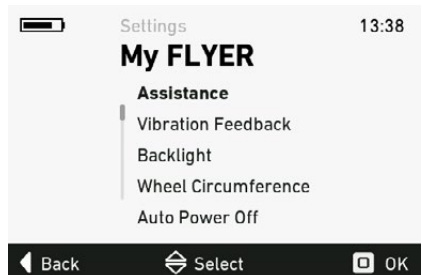 Settings 13:38
My FLYER
Assistance
Vibration Feedback
Backlight
Wheel Circumference
Auto Power Off
Back Select OK